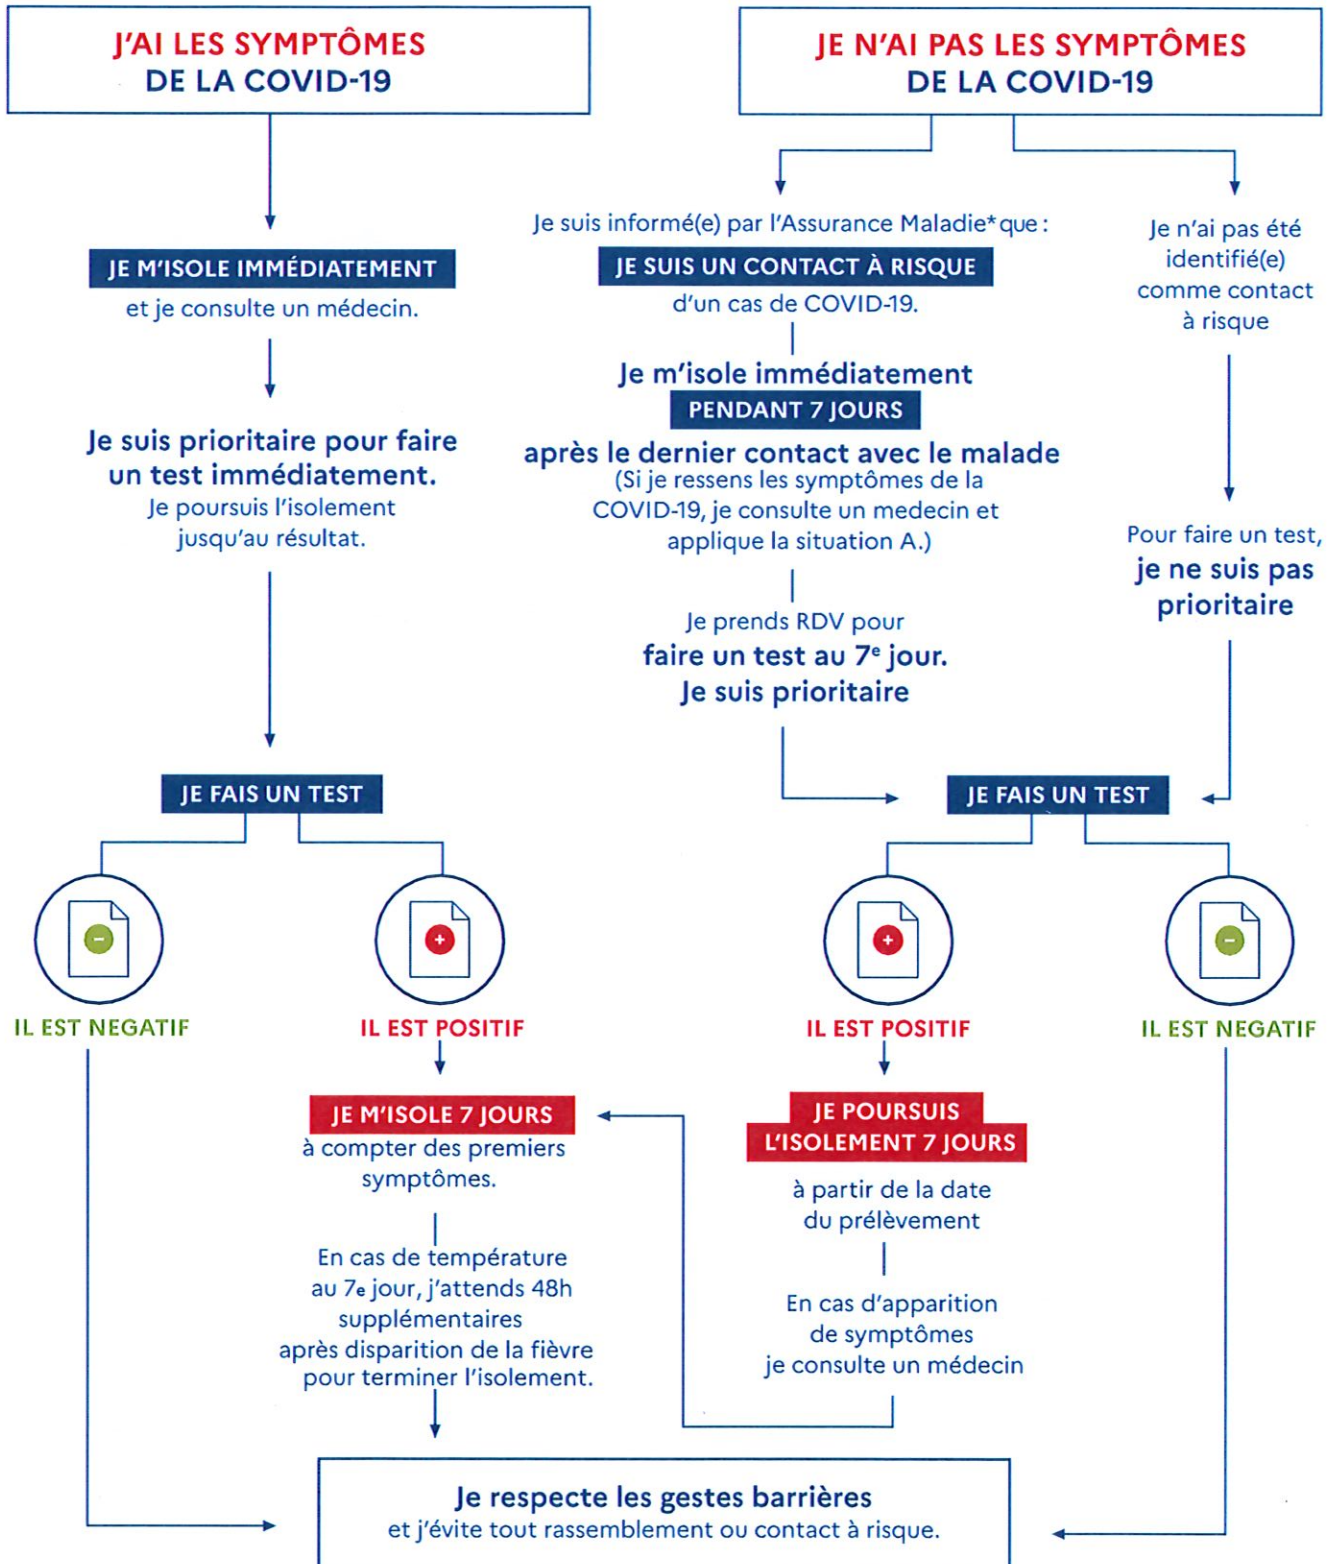 J'AI LES SYMPTÔMES
DE LA COVID-19
JE M'ISOLE IMMÉDIATEMENT
et je consulte un médecin.
Je suis prioritaire pour faire
un test immédiatement.
Je poursuis l'isolement
jusqu'au résultat.
JE FAIS UN TEST
IL EST NEGATIF
IL EST POSITIF
JE M'ISOLE 7 JOURS
à compter des premiers
symptômes.
En cas de température
au 7e jour, j'attends 48h
supplémentaires
après disparition de la fièvre
pour terminer l'isolement.
JE N'AI PAS LES SYMPTÔMES
DE LA COVID-19
Je suis informé(e) par l'Assurance Maladie* que :
JE SUIS UN CONTACT À RISQUE
d'un cas de COVID-19.
Je m'isole immédiatement
PENDANT 7 JOURS
après le dernier contact avec le malade
(Si je ressens les symptômes de la
COVID-19, je consulte un medecin et
applique la situation A.)
Je prends RDV pour
faire un test au 7e jour.
Je suis prioritaire
Je n'ai pas été
identifié(e)
comme contact
à risque
Pour faire un test,
je ne suis pas
prioritaire
JE FAIS UN TEST
IL EST POSITIF
IL EST NEGATIF
JE POURSUIS
L'ISOLEMENT 7 JOURS
à partir de la date
du prélèvement
En cas d'apparition
de symptômes
je consulte un médecin
Je respecte les gestes barrières
et j'évite tout rassemblement ou contact à risque.